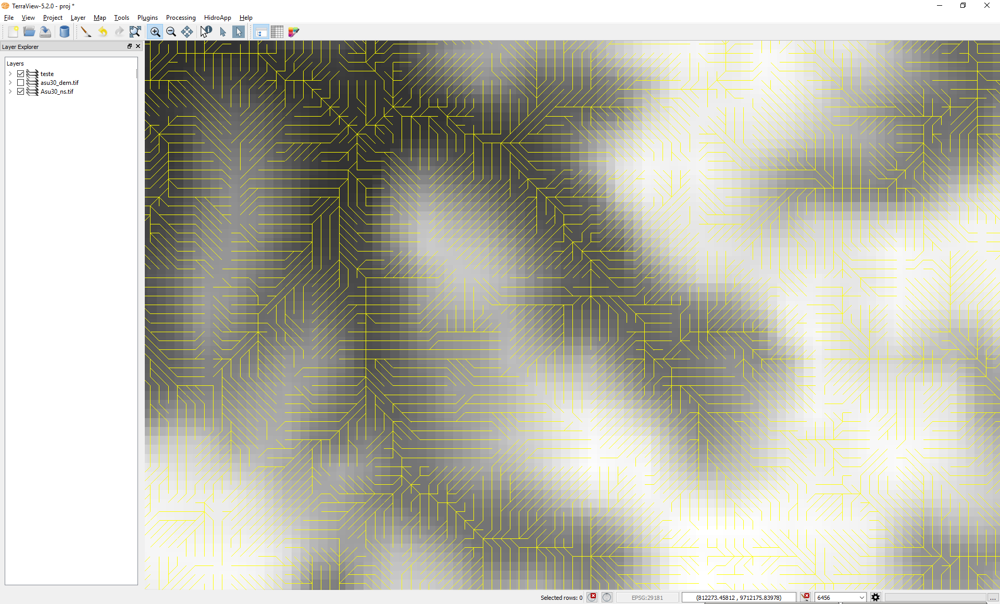 TerraView-5.2.0 - proj *
File View Project Layer Map Tools Plugins Processing HidroApp Help
Layer Explorer
Layers
teste
asu30_dem.tif
Asu30_ns.tif
Selected rows: 0 EPSG:29181 (812273.45812 , 9712175.83978) 6456 ...